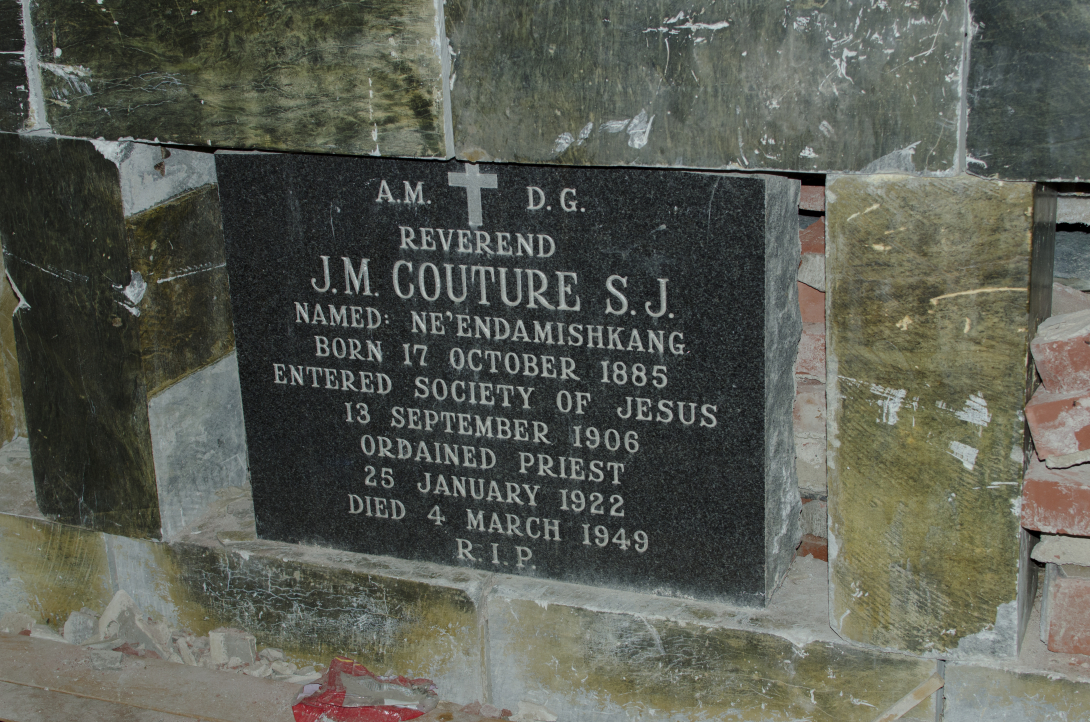 A.M. D.G.
REVEREND
J.M. COUTURE S.J.
NAMED: NE'ENDAMISHKANG
BORN 17 OCTOBER 1885
ENTERED SOCIETY OF JESUS
13 SEPTEMBER 1906
ORDAINED PRIEST
25 JANUARY 1922
DIED 4 MARCH 1949
R.I.P.